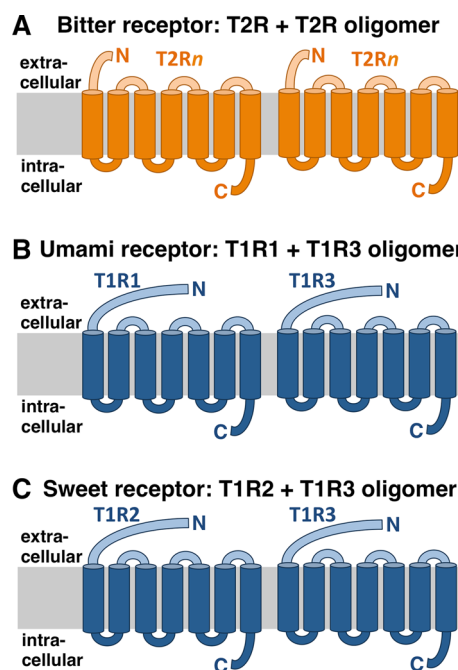 A Bitter receptor: T2R + T2R oligomer
extra-
cellular
N T2Rn N T2Rn
intra-
cellular
C C
B Umami receptor: T1R1 + T1R3 oligomer
T1R1 N T1R3 N
extra-
cellular
intra-
cellular
C C
C Sweet receptor: T1R2 + T1R3 oligomer
T1R2 N T1R3 N
extra-
cellular
intra-
cellular
C C